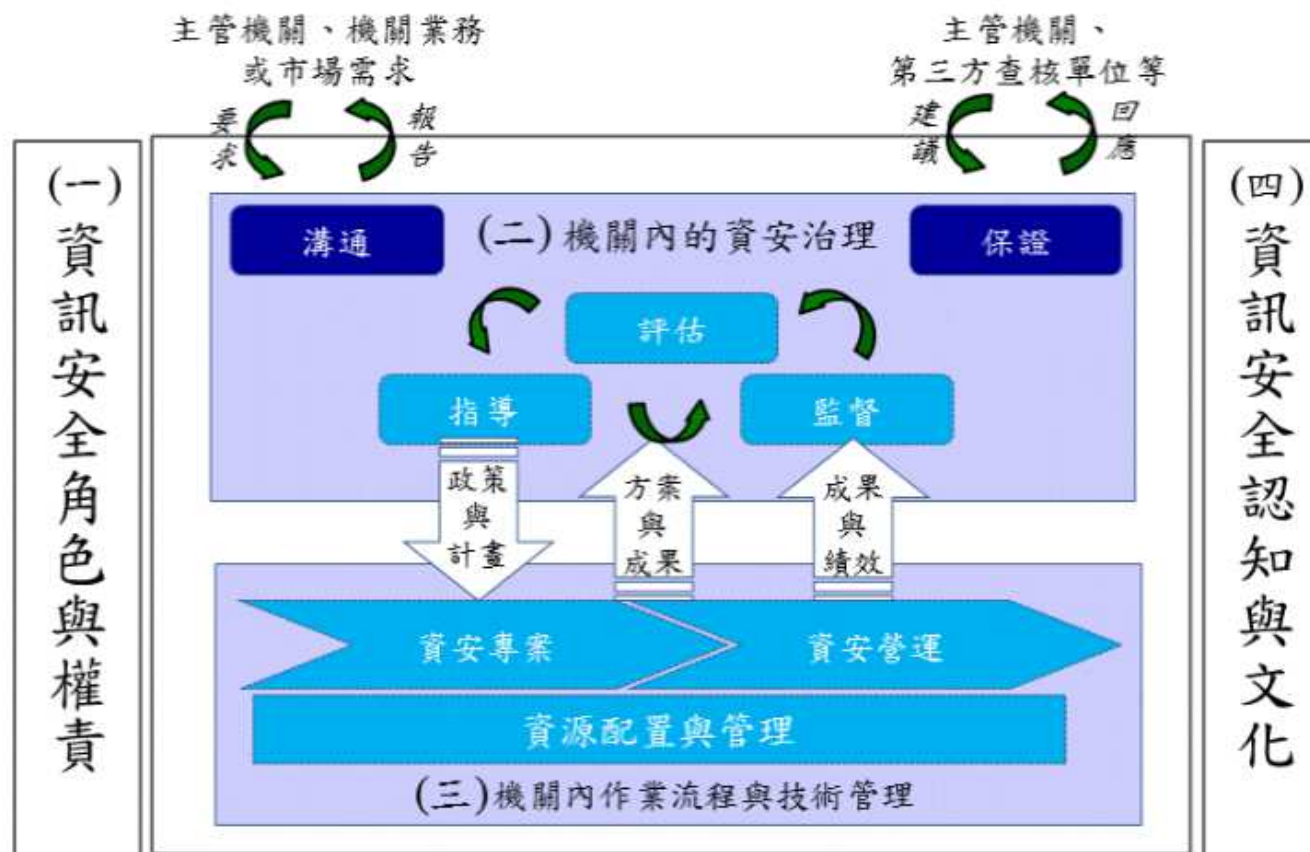 主管機關、機關業務
或市場需求
要求
報告
主管機關、
第三方查核單位等
建議
回應
(一)資訊安全角色與權責
溝通
(二)機關內的資安治理
保證
評估
指導
監督
政策
與
計畫
方案
與
成果
成果
與
績效
資安專案
資安營運
資源配置與管理
(三)機關內作業流程與技術管理
(四)資訊安全認知與文化